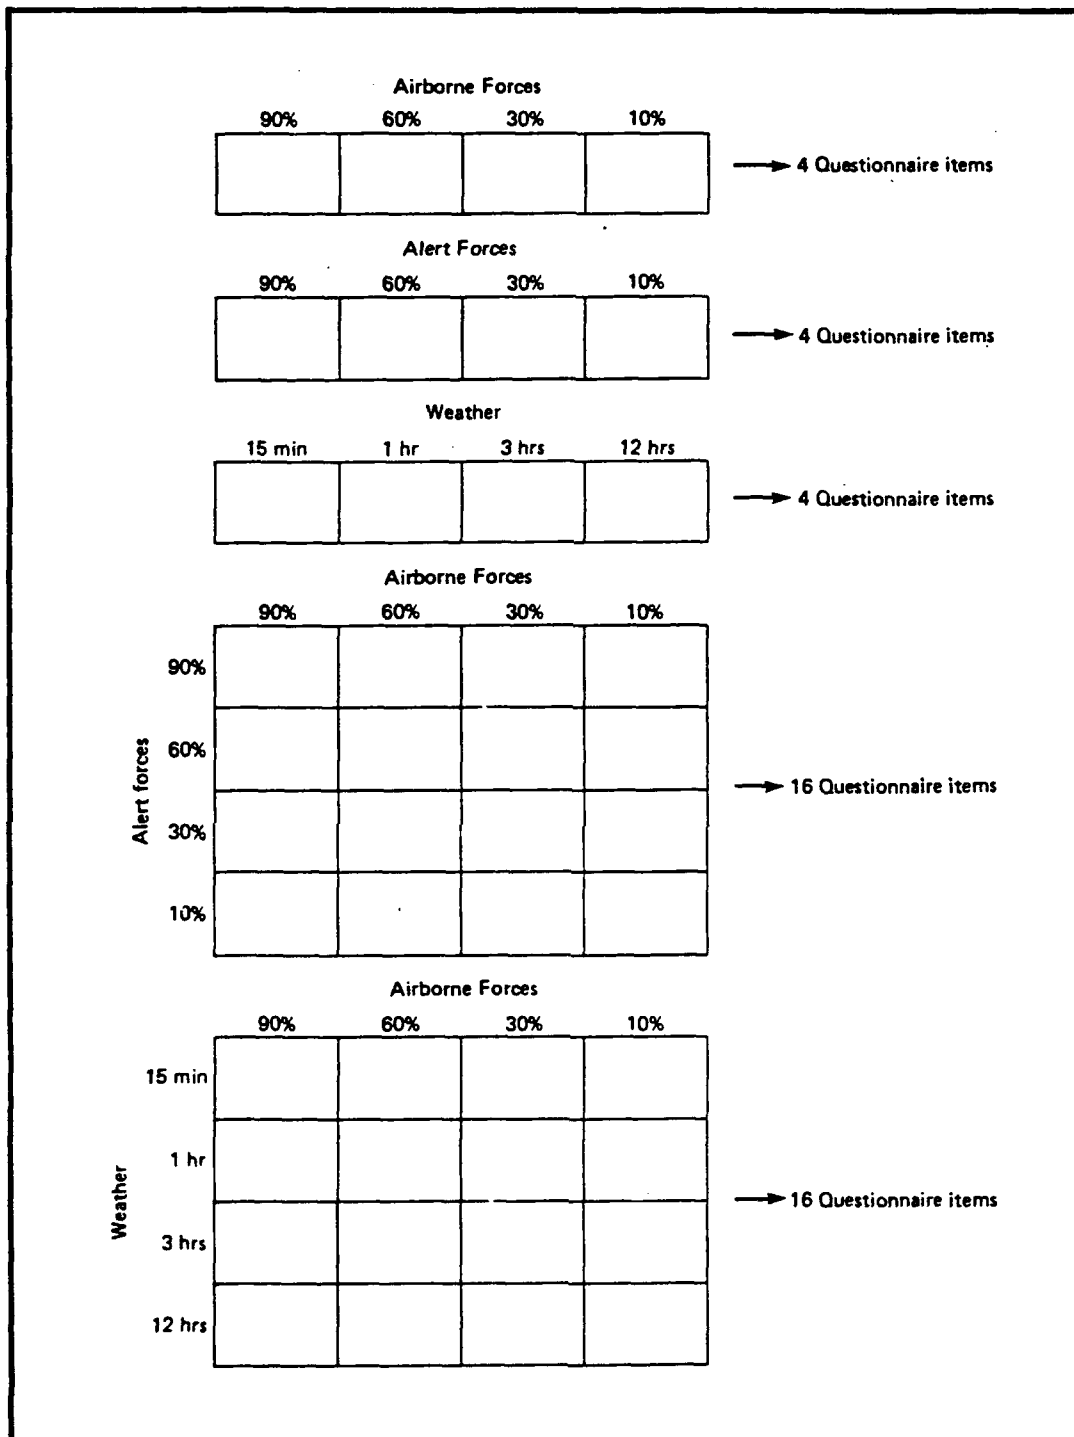 Airborne Forces
90% 60% 30% 10%
→ 4 Questionnaire items
Alert Forces
90% 60% 30% 10%
→ 4 Questionnaire items
Weather
15 min 1 hr 3 hrs 12 hrs
→ 4 Questionnaire items
Airborne Forces
90% 60% 30% 10%
Alert forces
90%
60%
30%
10%
→ 16 Questionnaire items
Airborne Forces
90% 60% 30% 10%
Weather
15 min
1 hr
3 hrs
12 hrs
→ 16 Questionnaire items